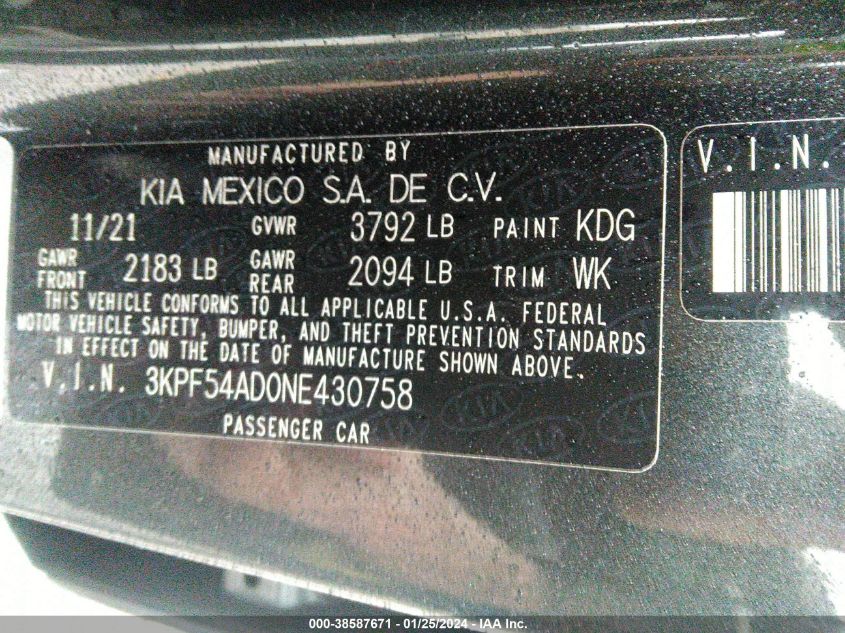 MANUFACTURED BY
KIA MEXICO S.A. DE C.V.
11/21 GVWR 3792 LB PAINT KDG
GAWR FRONT 2183 LB GAWR REAR 2094 LB TRIM WK
THIS VEHICLE CONFORMS TO ALL APPLICABLE U.S.A. FEDERAL
MOTOR VEHICLE SAFETY, BUMPER, AND THEFT PREVENTION STANDARDS
IN EFFECT ON THE DATE OF MANUFACTURE SHOWN ABOVE.
V.I.N. 3KPF54AD0NE430758
PASSENGER CAR
V.I.N.
000-38587671 - 01/25/2024 - IAA Inc.